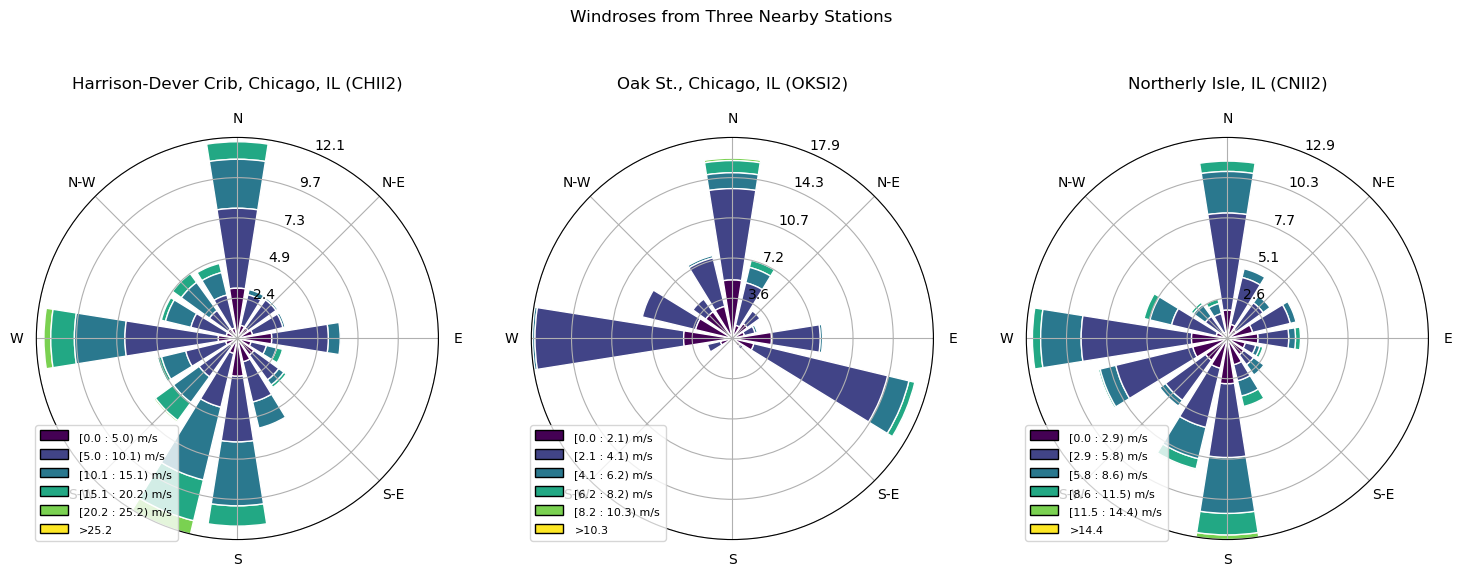 Windroses from Three Nearby Stations
Harrison-Dever Crib, Chicago, IL (CHII2)
N
N-E
E
S-E
S
S-W
W
N-W
2.4
4.9
7.3
9.7
12.1
[0.0 : 5.0) m/s
[5.0 : 10.1) m/s
[10.1 : 15.1) m/s
[15.1 : 20.2) m/s
[20.2 : 25.2) m/s
>25.2
Oak St., Chicago, IL (OKSI2)
N
N-E
E
S-E
S
W
N-W
3.6
7.2
10.7
14.3
17.9
[0.0 : 2.1) m/s
[2.1 : 4.1) m/s
[4.1 : 6.2) m/s
[6.2 : 8.2) m/s
[8.2 : 10.3) m/s
>10.3
Northerly Isle, IL (CNII2)
N
N-E
E
S-E
S
W
N-W
2.6
5.1
7.7
10.3
12.9
[0.0 : 2.9) m/s
[2.9 : 5.8) m/s
[5.8 : 8.6) m/s
[8.6 : 11.5) m/s
[11.5 : 14.4) m/s
>14.4